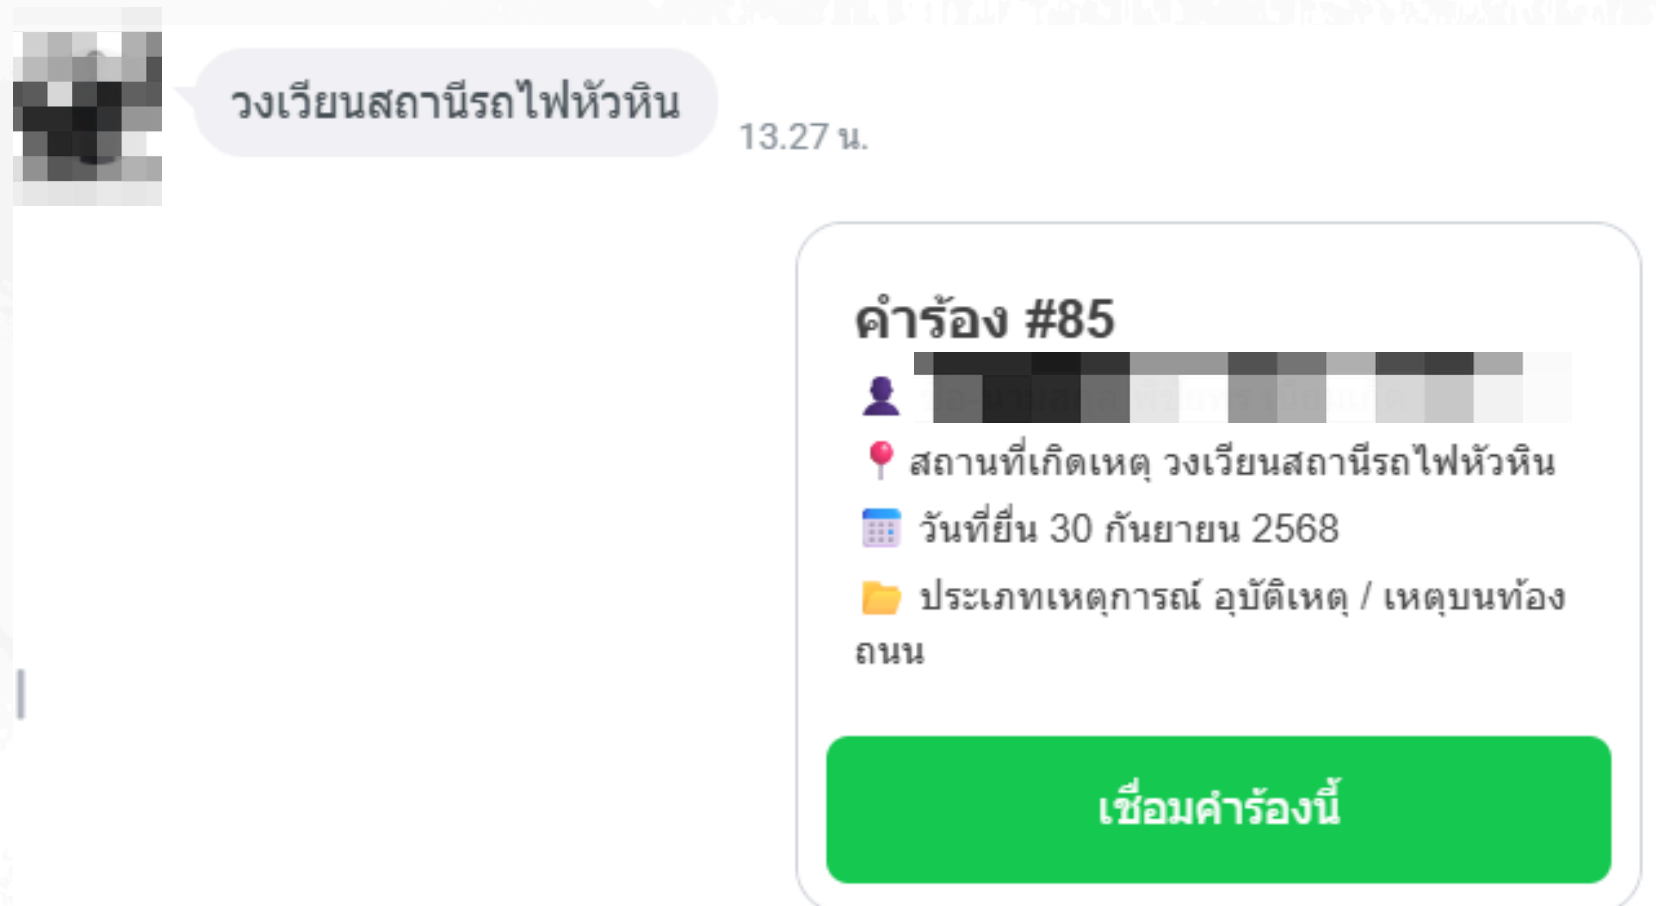 วงเวียนสถานีรถไฟหัวหิน
13.27 น.
คำร้อง #85
สถานที่เกิดเหตุ วงเวียนสถานีรถไฟหัวหิน
วันที่ยื่น 30 กันยายน 2568
ประเภทเหตุการณ์ อุบัติเหตุ / เหตุบนท้อง
ถนน
เชื่อมคำร้องนี้